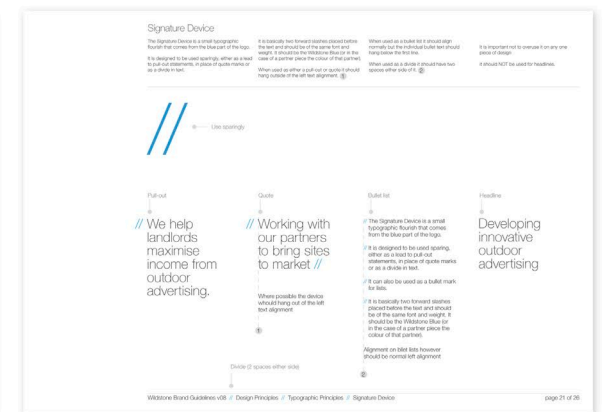 Signature Device
The Signature Device is a small typographic
flourish that comes from the blue part of the logo.
It is designed to be used sparingly, either as a lead
to pull-out statements, in place of quote marks or
as a divide in text.
It is basically two forward slashes placed before
the text and should be of the same font and
weight. It should be the Wildstone Blue (or in the
case of a partner piece the colour of that partner).
When used as either a pull-out or quote it should
hang outside of the left text alignment. 1
When used as a bullet list it should align
normally but the individual bullet text should
hang below the first line.
When used as a divide it should have two
spaces either side of it. 2
It is important not to overuse it on any one
piece of design
It should NOT be used for headlines.
//
Use sparingly
Pull-out
// We help
landlords
maximise
income from
outdoor
advertising.
Quote
// Working with
our partners
to bring sites
to market //
Where possible the device
whould hang out of the left
text alignment
1
Bullet list
// The Signature Device is a small
typographic flourish that comes
from the blue part of the logo.
// It is designed to be used sparing,
either as a lead to pull-out
statements, in place of quote marks
or as a divide in text.
// It can also be used as a bullet mark
for lists.
// It is basically two forward slashes
placed before the text and should
be of the same font and weight. It
should be the Wildstone Blue (or
in the case of a partner piece the
colour of that partner).
Alignment on blint lists however
should be normal left alignment
2
Headline
Developing
innovative
outdoor
advertising
Divide (2 spaces either side)
Wildstone Brand Guidelines v08 // Design Principles // Typographic Principles // Signature Device
page 21 of 26